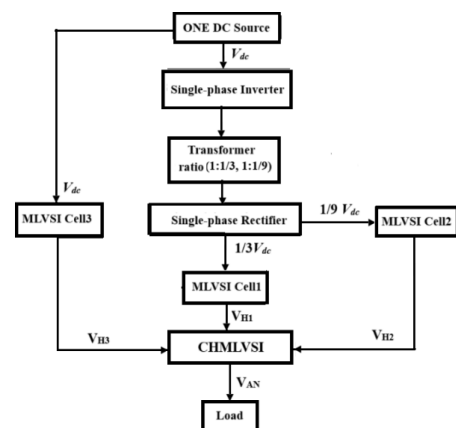 ONE DC Source
Vdc
Single-phase Inverter
Transformer
ratio (1:1/3, 1:1/9)
Vdc
MLVSI Cell3
Single-phase Rectifier
1/9 Vdc
MLVSI Cell2
1/3Vdc
MLVSI Cell1
VH1
VH3
VH2
CHMLVSI
VAN
Load